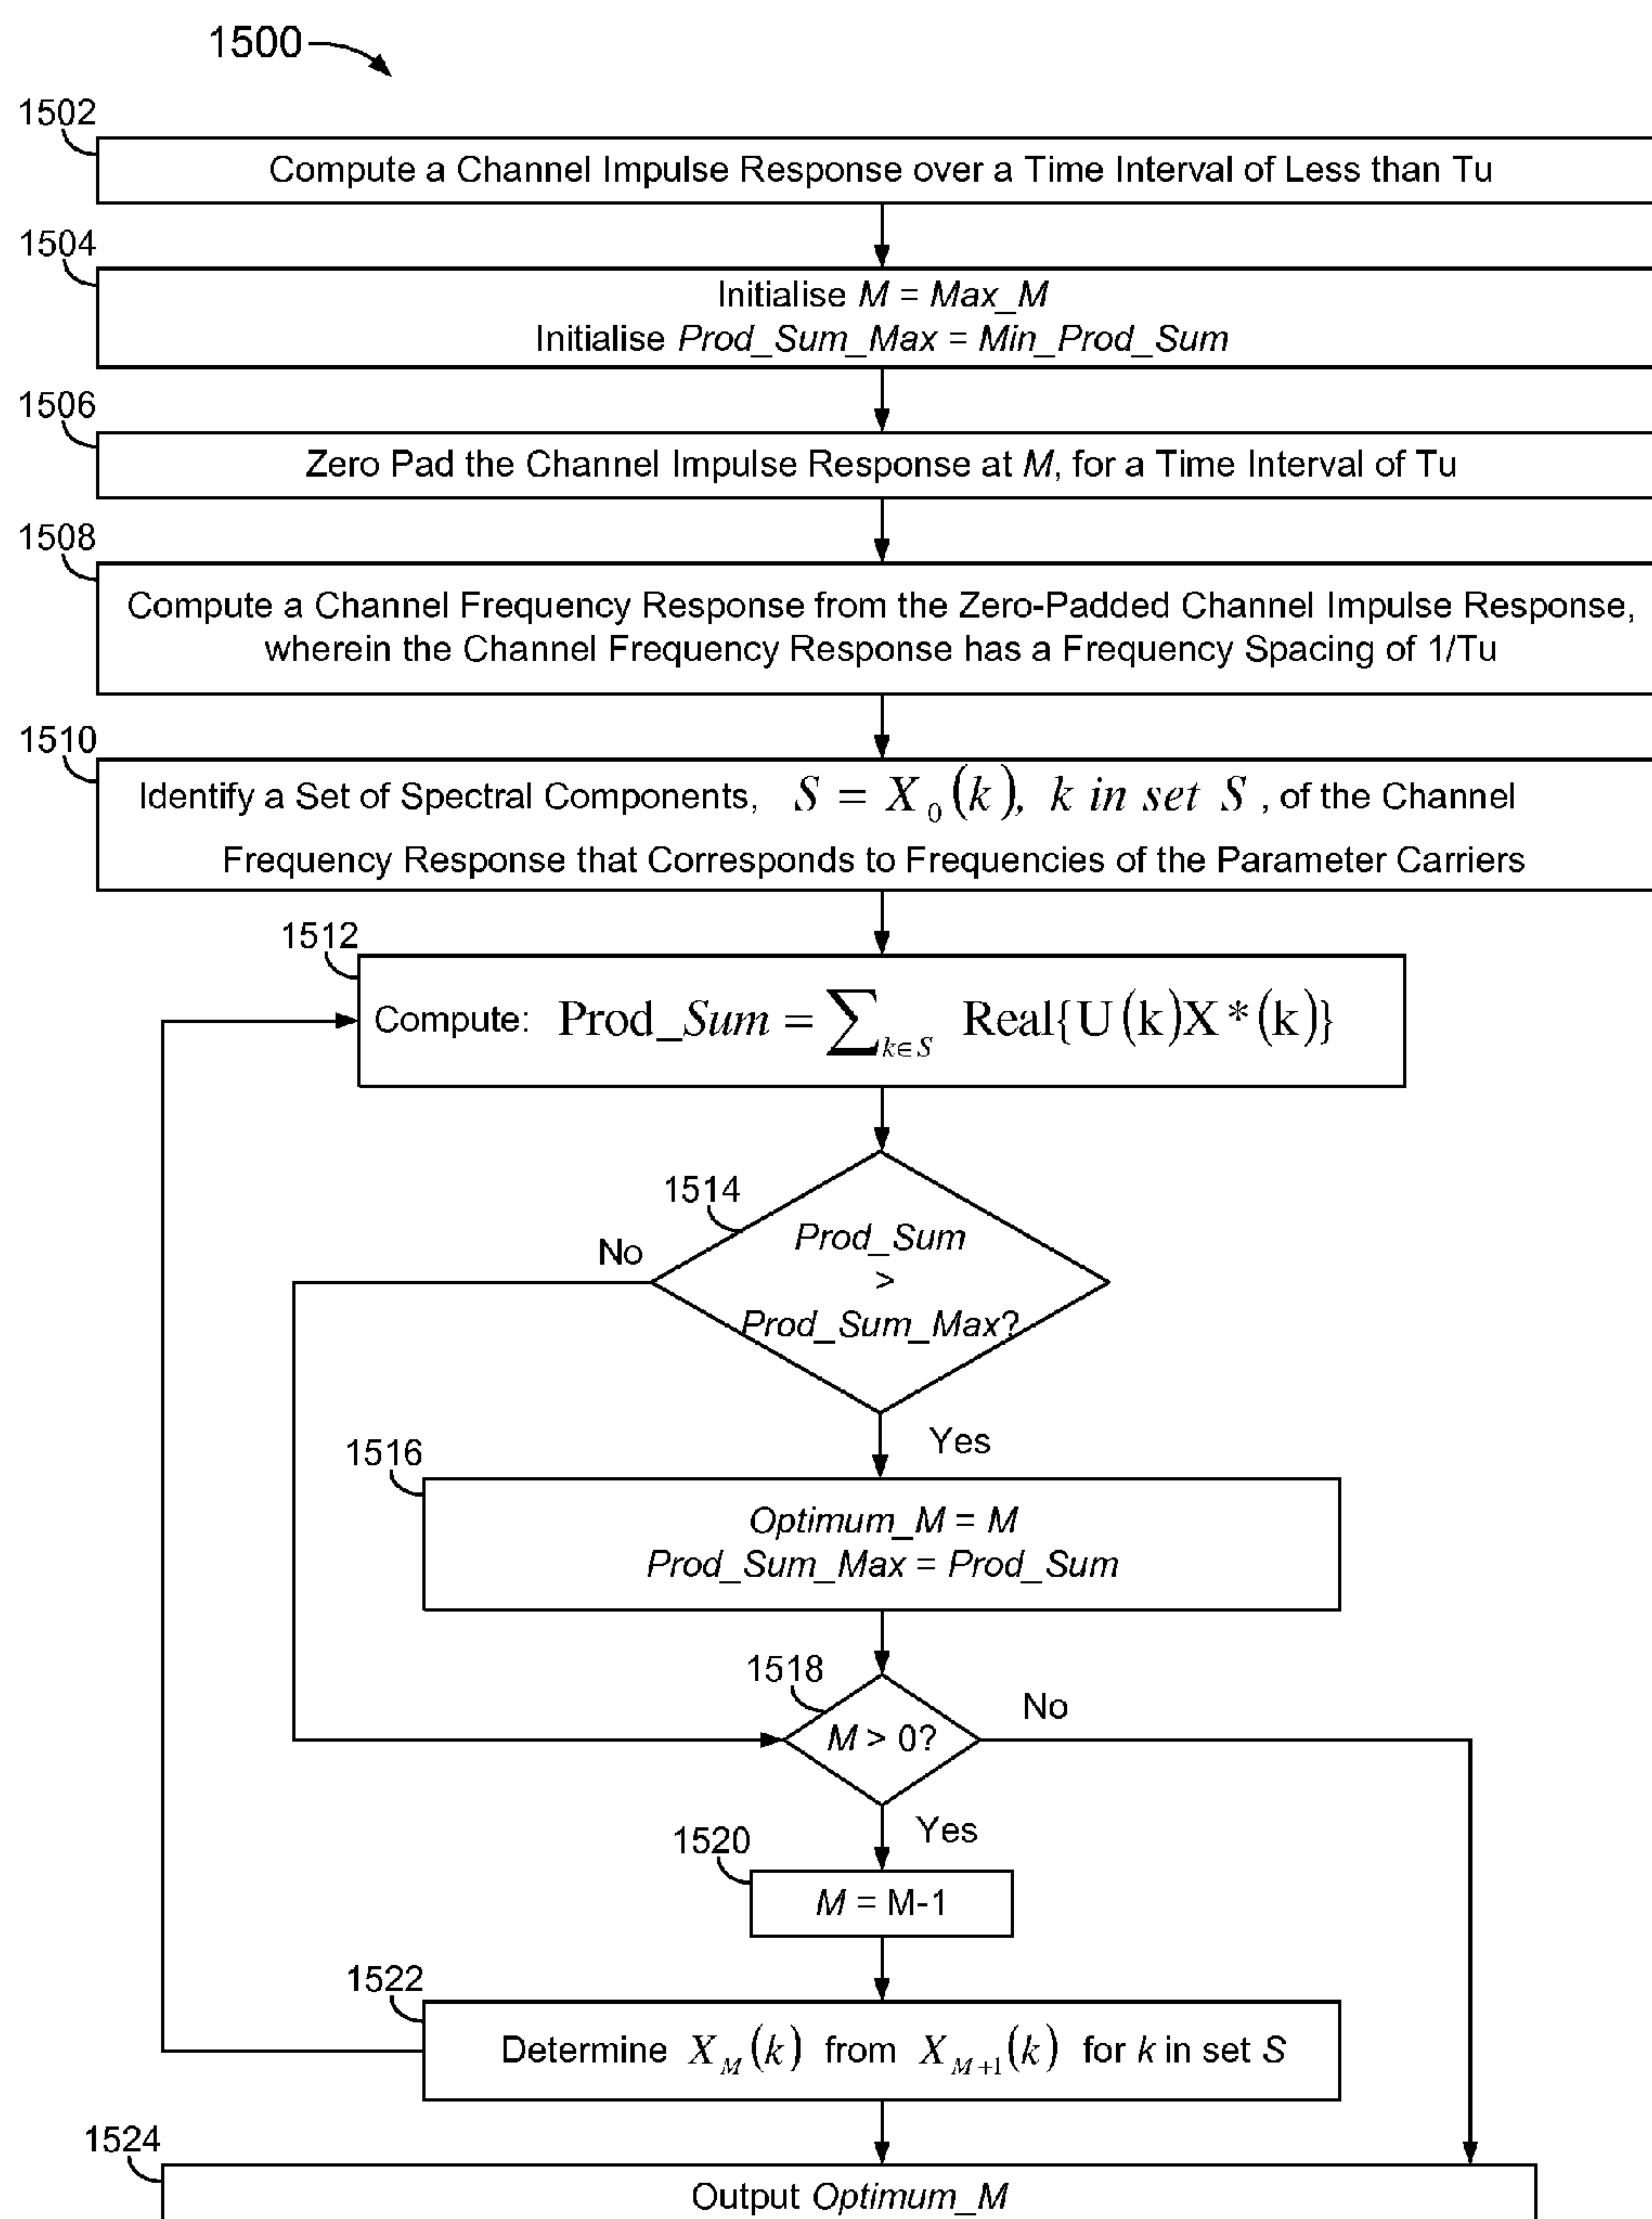 1500
1502
Compute a Channel Impulse Response over a Time Interval of Less than Tu
1504
Initialise M = Max_M
Initialise Prod_Sum_Max = Min_Prod_Sum
1506
Zero Pad the Channel Impulse Response at M, for a Time Interval of Tu
1508
Compute a Channel Frequency Response from the Zero-Padded Channel Impulse Response,
wherein the Channel Frequency Response has a Frequency Spacing of 1/Tu
1510
Identify a Set of Spectral Components, S = X₀(k), k in set S , of the Channel
Frequency Response that Corresponds to Frequencies of the Parameter Carriers
1512
Compute: Prod_Sum = ∑ₖ∈S Real{U(k)X*(k)}
1514
Prod_Sum
>
Prod_Sum_Max?
No
Yes
1516
Optimum_M = M
Prod_Sum_Max = Prod_Sum
1518
M > 0?
No
Yes
1520
M = M-1
1522
Determine X_M(k) from X_M+1(k) for k in set S
1524
Output Optimum_M